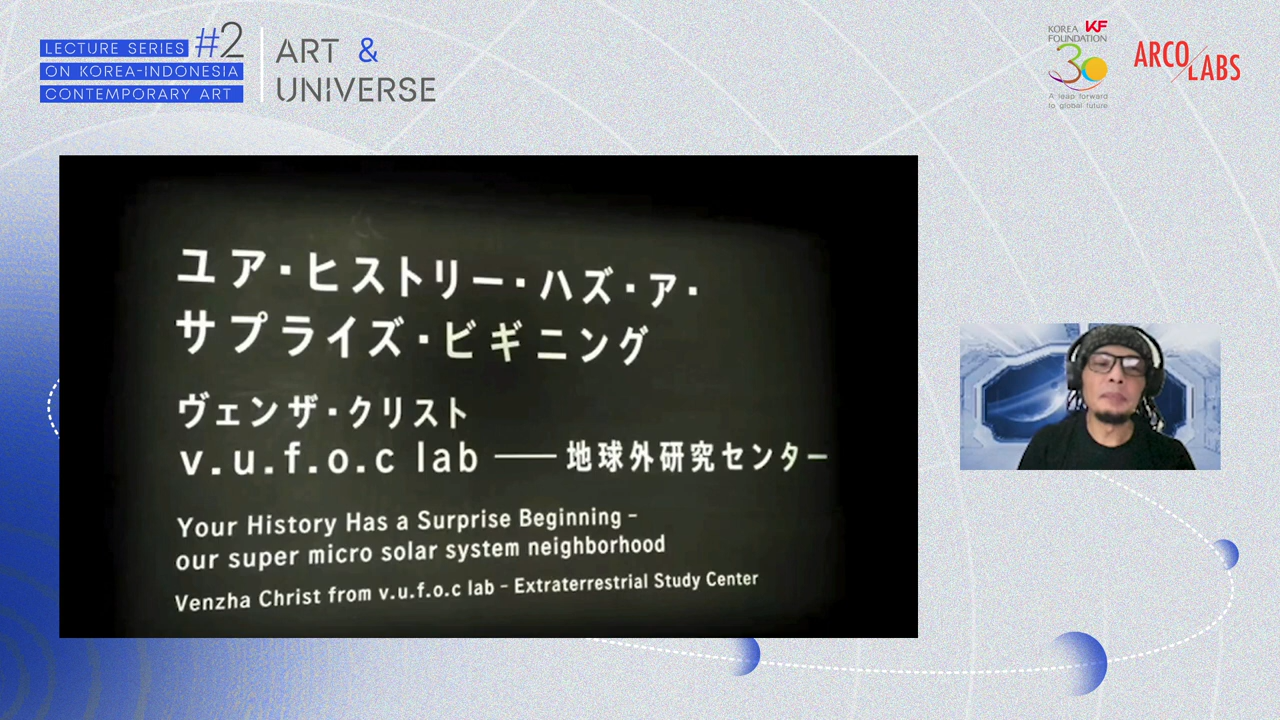 LECTURE SERIES #2
ON KOREA-INDONESIA
CONTEMPORARY ART
ART &
UNIVERSE
KOREA KF
FOUNDATION
30
A leap forward
to global future
ARCO
LABS
ユア・ヒストリー・ハズ・ア・
サプライズ・ビギニング
ヴェンザ・クリスト
v.u.f.o.c lab ── 地球外研究センター
Your History Has a Surprise Beginning –
our super micro solar system neighborhood
Venzha Christ from v.u.f.o.c lab – Extraterrestrial Study Center